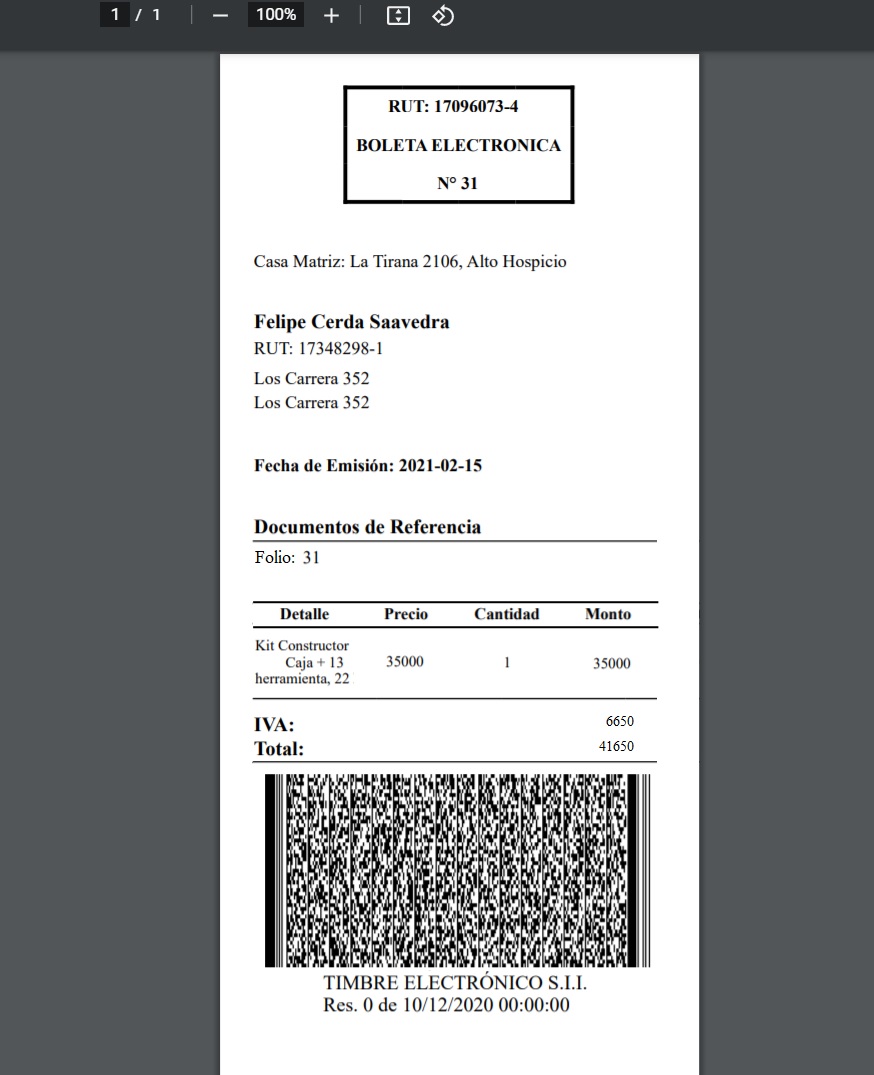 1 / 1 100%
RUT: 17096073-4
BOLETA ELECTRONICA
N° 31
Casa Matriz: La Tirana 2106, Alto Hospicio
Felipe Cerda Saavedra
RUT: 17348298-1
Los Carrera 352
Los Carrera 352
Fecha de Emisión: 2021-02-15
Documentos de Referencia
Folio: 31
Detalle Precio Cantidad Monto
Kit Constructor
Caja + 13 35000 1 35000
herramienta, 22
IVA: 6650
Total: 41650
TIMBRE ELECTRÓNICO S.I.I.
Res. 0 de 10/12/2020 00:00:00